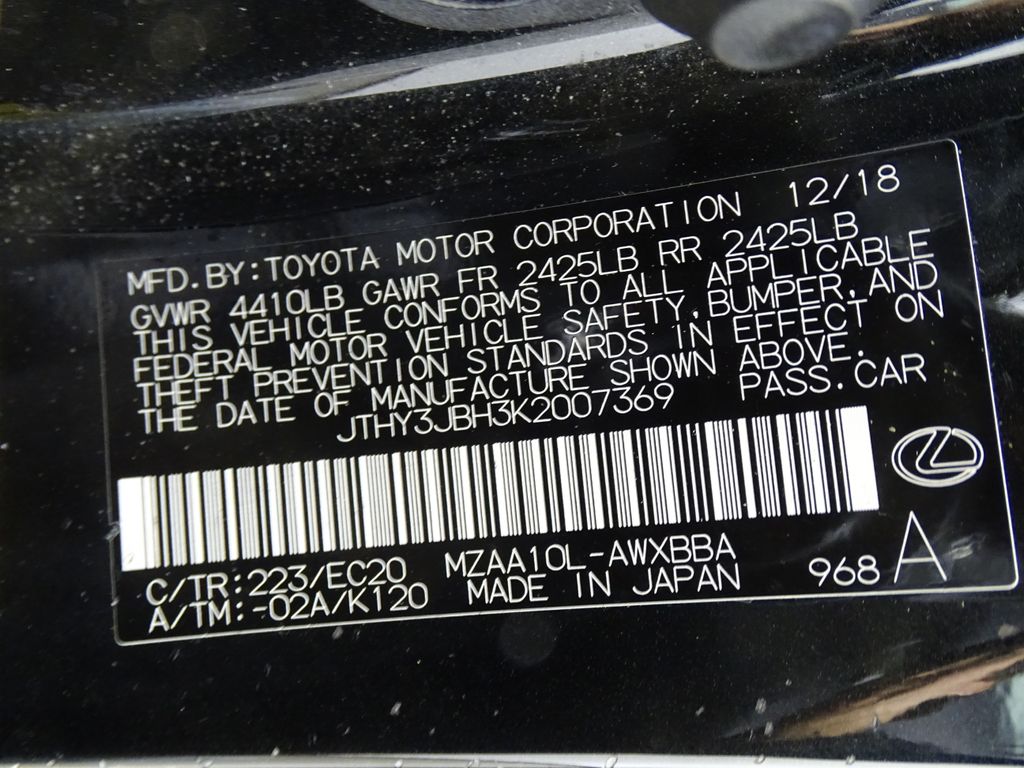 MFD.BY:TOYOTA MOTOR CORPORATION 12/18
GVWR 4410LB GAWR FR 2425LB RR 2425LB
THIS VEHICLE CONFORMS TO ALL APPLICABLE
FEDERAL MOTOR VEHICLE SAFETY,BUMPER,AND
THEFT PREVENTION STANDARDS IN EFFECT ON
THE DATE OF MANUFACTURE SHOWN ABOVE.
JTHY3JBH3K2007369 PASS.CAR
C/TR:223/EC20 MZAA10L-AWXBBA
A/TM:-02A/K120 MADE IN JAPAN 968 A